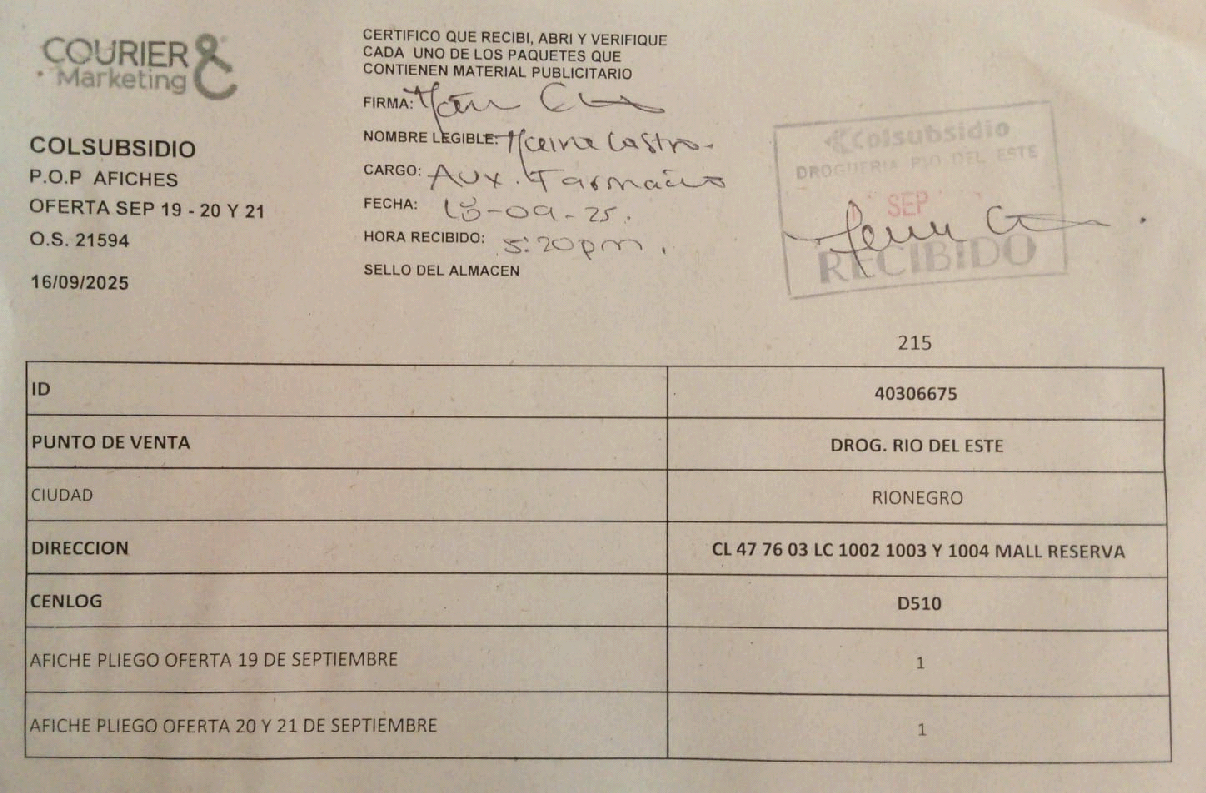 COURIER &
Marketing
COLSUBSIDIO
P.O.P AFICHES
OFERTA SEP 19 - 20 Y 21
O.S. 21594
16/09/2025
CERTIFICO QUE RECIBI, ABRI Y VERIFIQUE
CADA UNO DE LOS PAQUETES QUE
CONTIENEN MATERIAL PUBLICITARIO
FIRMA:
NOMBRE LEGIBLE: Castro.
CARGO: Aux. Farmacia
FECHA: 18-09-25.
HORA RECIBIDO: 5:20pm.
SELLO DEL ALMACEN
Colsubsidio
DROGUERIA RIO DEL ESTE
SEP
RECIBIDO
215
ID 40306675
PUNTO DE VENTA DROG. RIO DEL ESTE
CIUDAD RIONEGRO
DIRECCION CL 47 76 03 LC 1002 1003 Y 1004 MALL RESERVA
CENLOG D510
AFICHE PLIEGO OFERTA 19 DE SEPTIEMBRE 1
AFICHE PLIEGO OFERTA 20 Y 21 DE SEPTIEMBRE 1